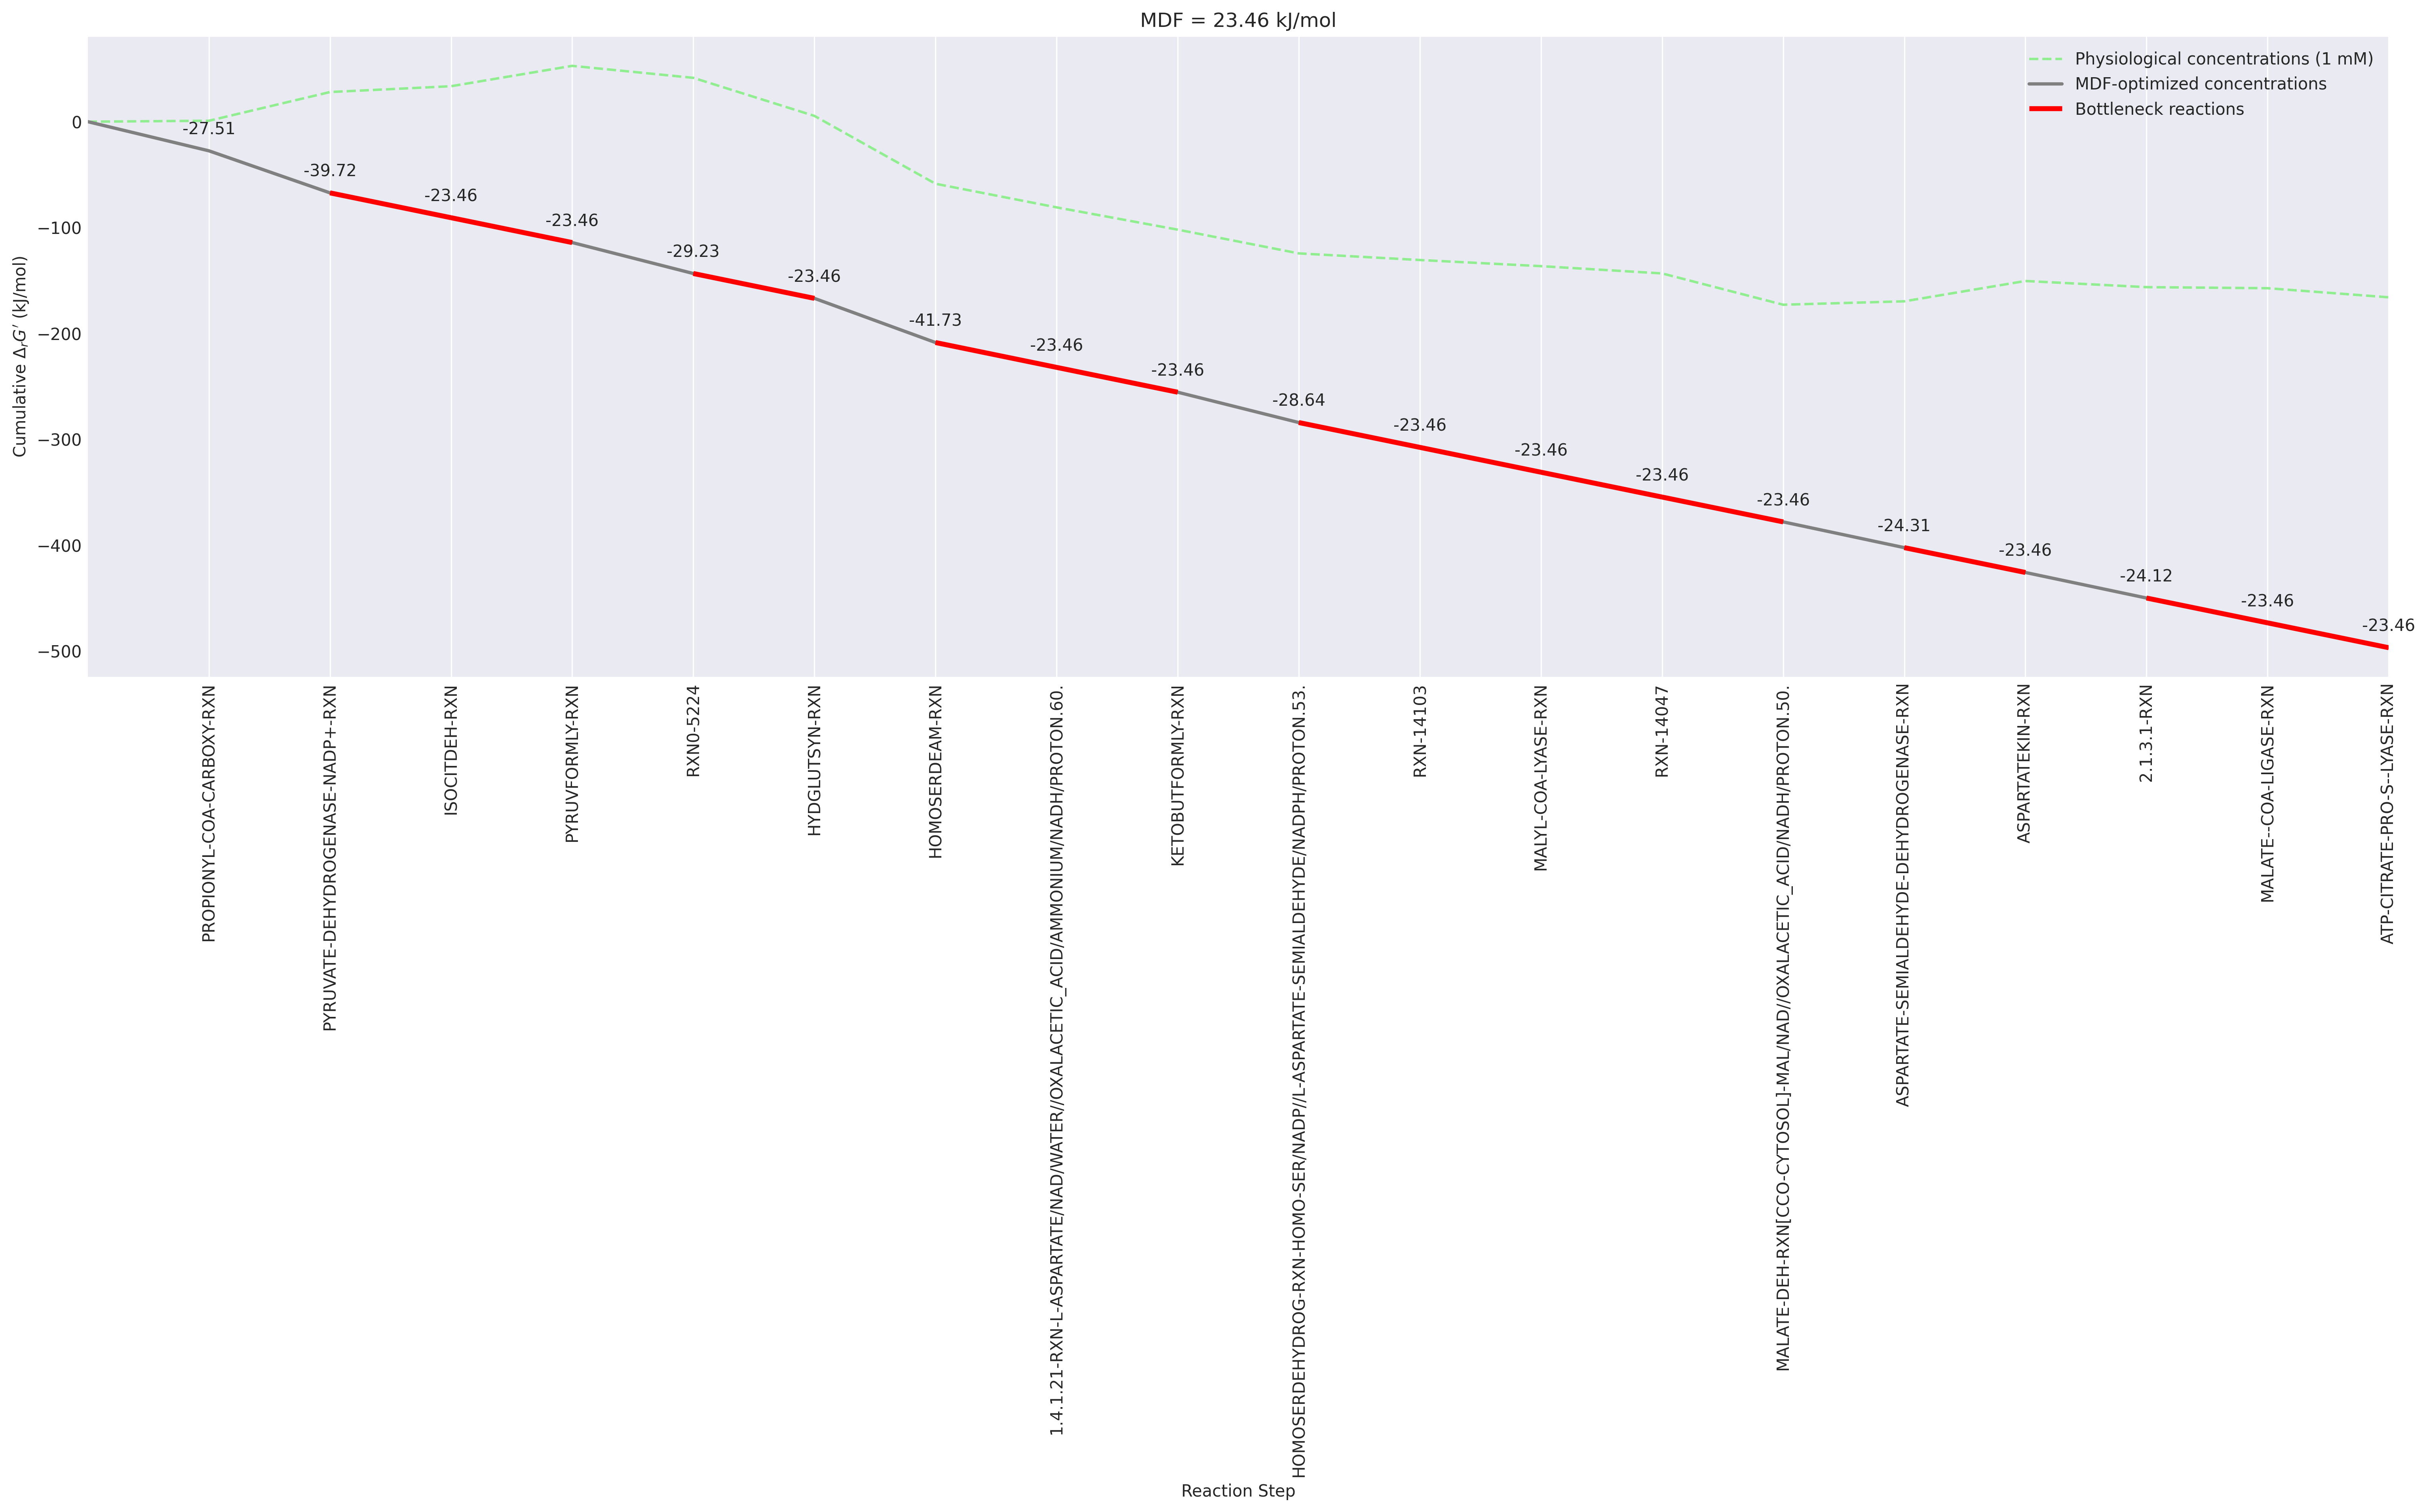 MDF = 23.46 kJ/mol
Physiological concentrations (1 mM)
MDF-optimized concentrations
Bottleneck reactions
Cumulative ΔrG′ (kJ/mol)
0
−100
−200
−300
−400
−500
-27.51
-39.72
-23.46
-23.46
-29.23
-23.46
-41.73
-23.46
-23.46
-28.64
-23.46
-23.46
-23.46
-23.46
-24.31
-23.46
-24.12
-23.46
-23.46
PROPIONYL-COA-CARBOXY-RXN
PYRUVATE-DEHYDROGENASE-NADP+-RXN
ISOCITDEH-RXN
PYRUVFORMLY-RXN
RXN0-5224
HYDGLUTSYN-RXN
HOMOSERDEAM-RXN
1.4.1.21-RXN-L-ASPARTATE/NAD/WATER//OXALACETIC_ACID/AMMONIUM/NADH/PROTON.60.
KETOBUTFORMLY-RXN
HOMOSERDEHYDROG-RXN-HOMO-SER/NADP//L-ASPARTATE-SEMIALDEHYDE/NADPH/PROTON.53.
RXN-14103
MALYL-COA-LYASE-RXN
RXN-14047
MALATE-DEH-RXN[CCO-CYTOSOL]-MAL/NAD//OXALACETIC_ACID/NADH/PROTON.50.
ASPARTATE-SEMIALDEHYDE-DEHYDROGENASE-RXN
ASPARTATEKIN-RXN
2.1.3.1-RXN
MALATE--COA-LIGASE-RXN
ATP-CITRATE-PRO-S--LYASE-RXN
Reaction Step